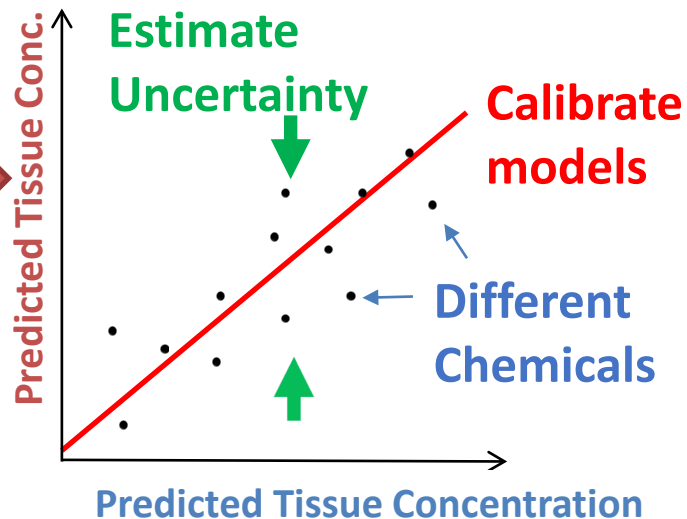 Predicted Tissue Conc.
Estimate
Uncertainty
Calibrate
models
Different
Chemicals
Predicted Tissue Concentration